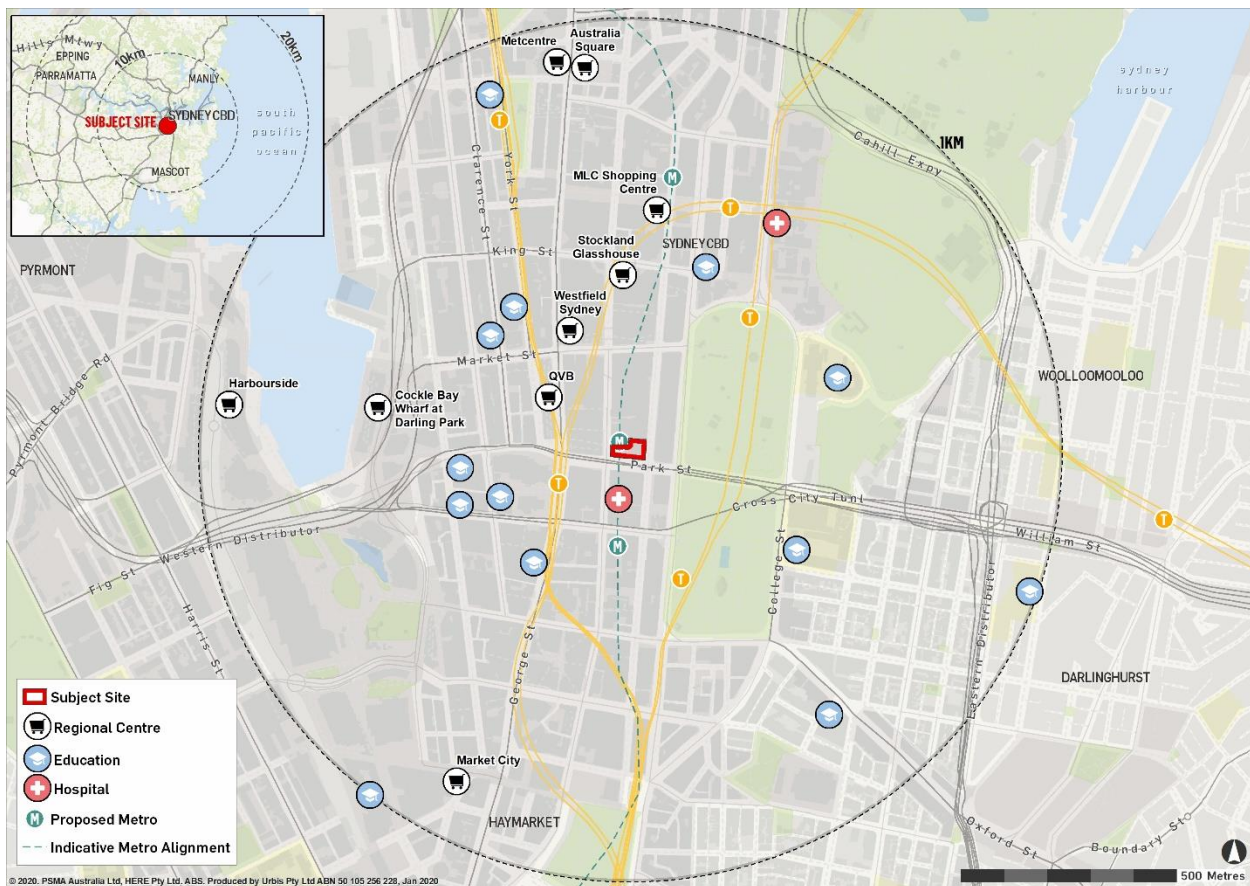 Hills Mtwy
EPPING
PARRAMATTA
10km
20km
MANLY
SYDNEY CBD
SUBJECT SITE
MASCOT
south
pacific
ocean
Metcentre
Australia
Square
sydney
harbour
T
Clarence St
York St
Cahill Expy
1KM
MLC Shopping
Centre
M
T
PYRMONT
King St
Stockland
Glasshouse
SYDNEY CBD
Westfield
Sydney
T
Market St
Pyrmont Bridge Rd
Harbourside
Cockle Bay
Wharf at
Darling Park
QVB
WOOLLOOMOOLOO
M
Park St
T
Cross City Tunl
T
William St
Fig St
Western Distributor
M
T
College St
Harris St
George St
Eastern Distributor
DARLINGHURST
Subject Site
Regional Centre
Education
Hospital
M Proposed Metro
Indicative Metro Alignment
Market City
HAYMARKET
Oxford St
Boundary St
500 Metres
© 2020. PSMA Australia Ltd, HERE Pty Ltd. ABS. Produced by Urbis Pty Ltd ABN 50 105 256 228, Jan 2020